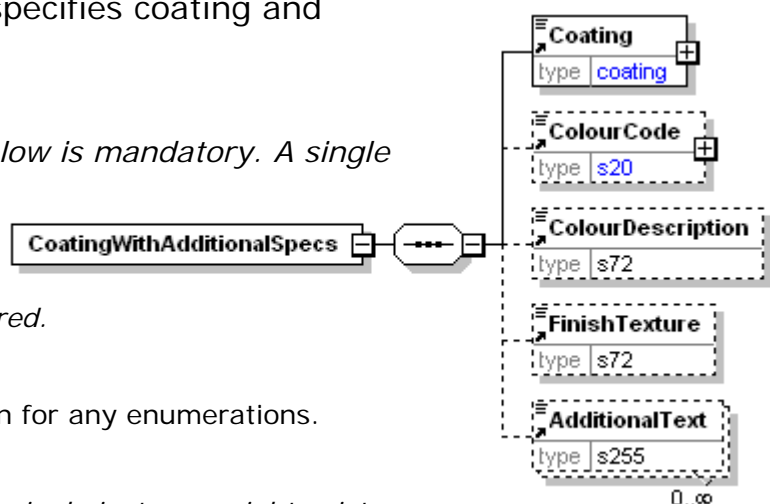 specifies coating and
low is mandatory. A single
red.
n for any enumerations.
CoatingWithAdditionalSpecs
Coating
type coating
ColourCode
type s20
ColourDescription
type s72
FinishTexture
type s72
AdditionalText
type s255
0..∞